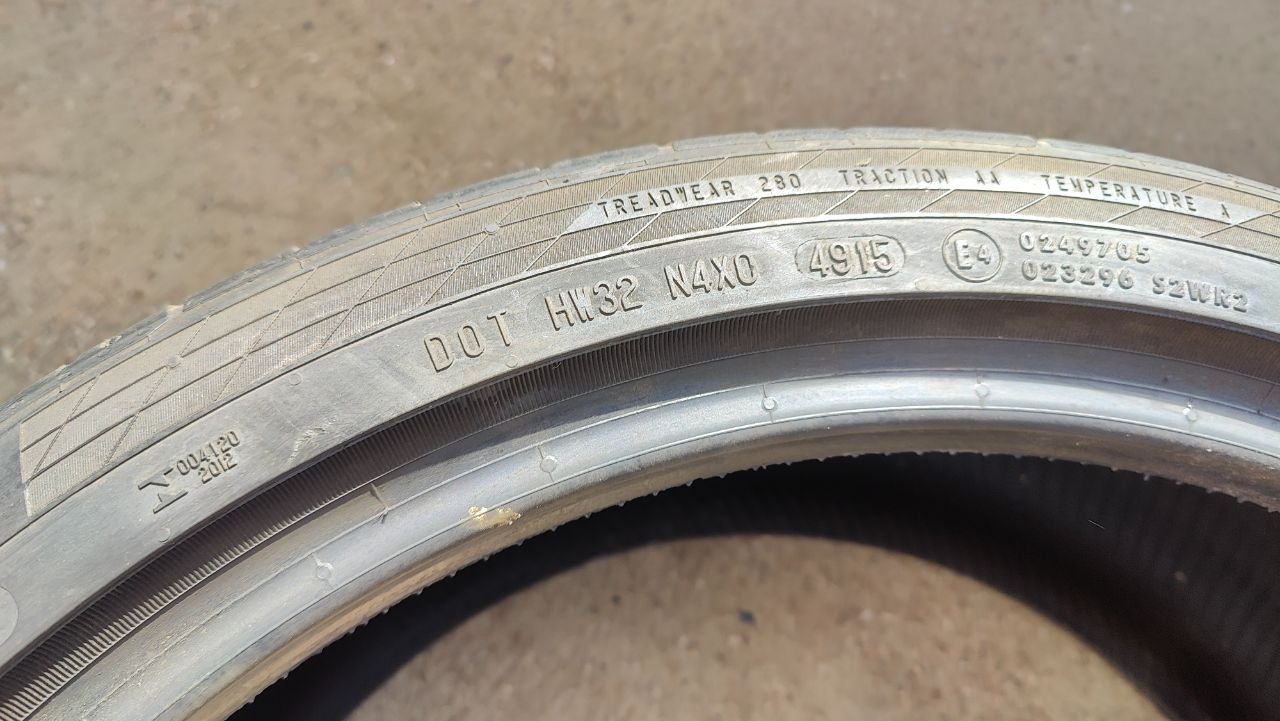 TREADWEAR 280 TRACTION AA TEMPERATURE A
DOT HW32 N4X0 4915 E4
0249705
023296 S2WR2
004120
2012